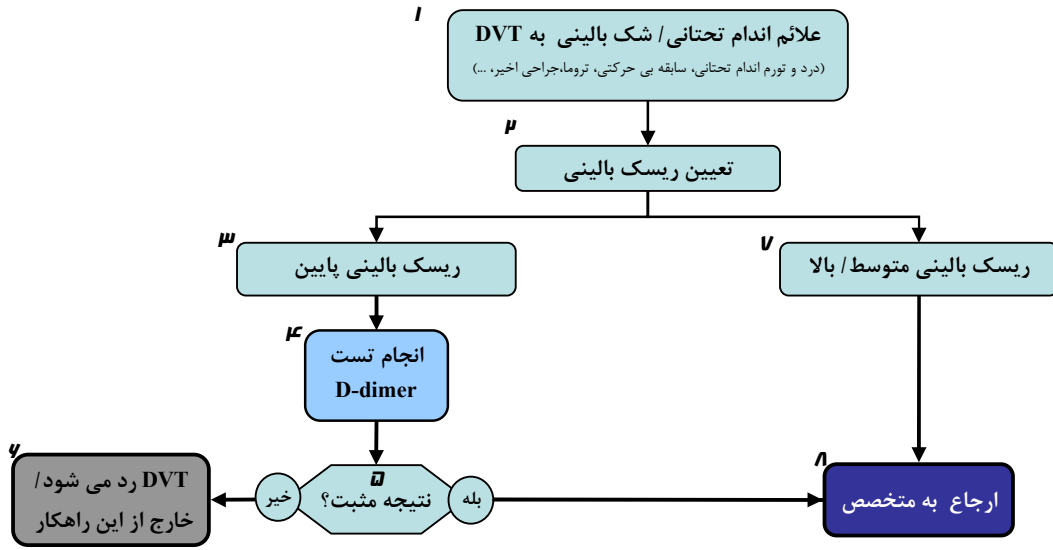 ۱
علائم اندام تحتانی/ شک بالینی به DVT
(درد و تورم اندام تحتانی، سابقه بی حرکتی، تروما،جراحی اخیر، ...)
۲
تعیین ریسک بالینی
۳
ریسک بالینی پایین
۷
ریسک بالینی متوسط/ بالا
۴
انجام تست
D-dimer
۵
نتیجه مثبت؟
بله
خیر
۶
DVT رد می شود/
خارج از این راهکار
۸
ارجاع به متخصص